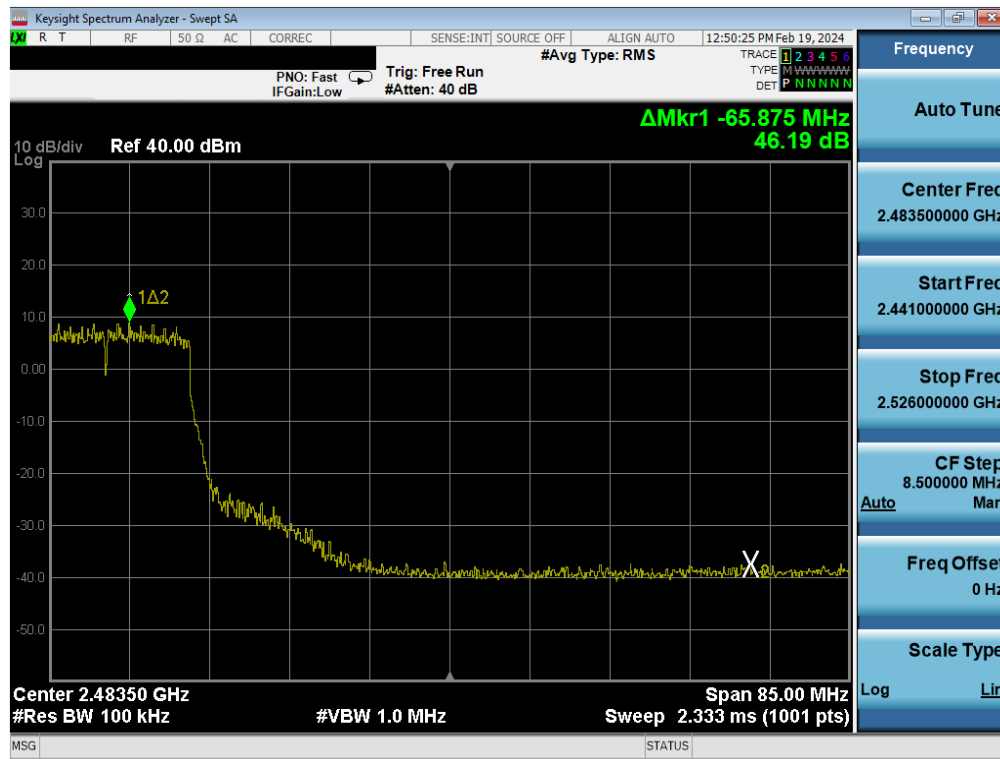 Keysight Spectrum Analyzer - Swept SA
LXI R T RF 50 Ω AC CORREC SENSE:INT SOURCE OFF ALIGN AUTO 12:50:25 PM Feb 19, 2024
#Avg Type: RMS
TRACE 1 2 3 4 5 6
TYPE M W W W W W
DET P N N N N N
PNO: Fast
IFGain:Low
Trig: Free Run
#Atten: 40 dB
ΔMkr1 -65.875 MHz
46.19 dB
10 dB/div
Log
Ref 40.00 dBm
30.0
20.0
1Δ2
10.0
0.00
-10.0
-20.0
-30.0
-40.0
X2
-50.0
Center 2.48350 GHz
Span 85.00 MHz
#Res BW 100 kHz
#VBW 1.0 MHz
Sweep 2.333 ms (1001 pts)
MSG
STATUS
Frequency
Auto Tune
Center Freq
2.483500000 GHz
Start Freq
2.441000000 GHz
Stop Freq
2.526000000 GHz
CF Step
8.500000 MHz
Auto Man
Freq Offset
0 Hz
Scale Type
Log Lin